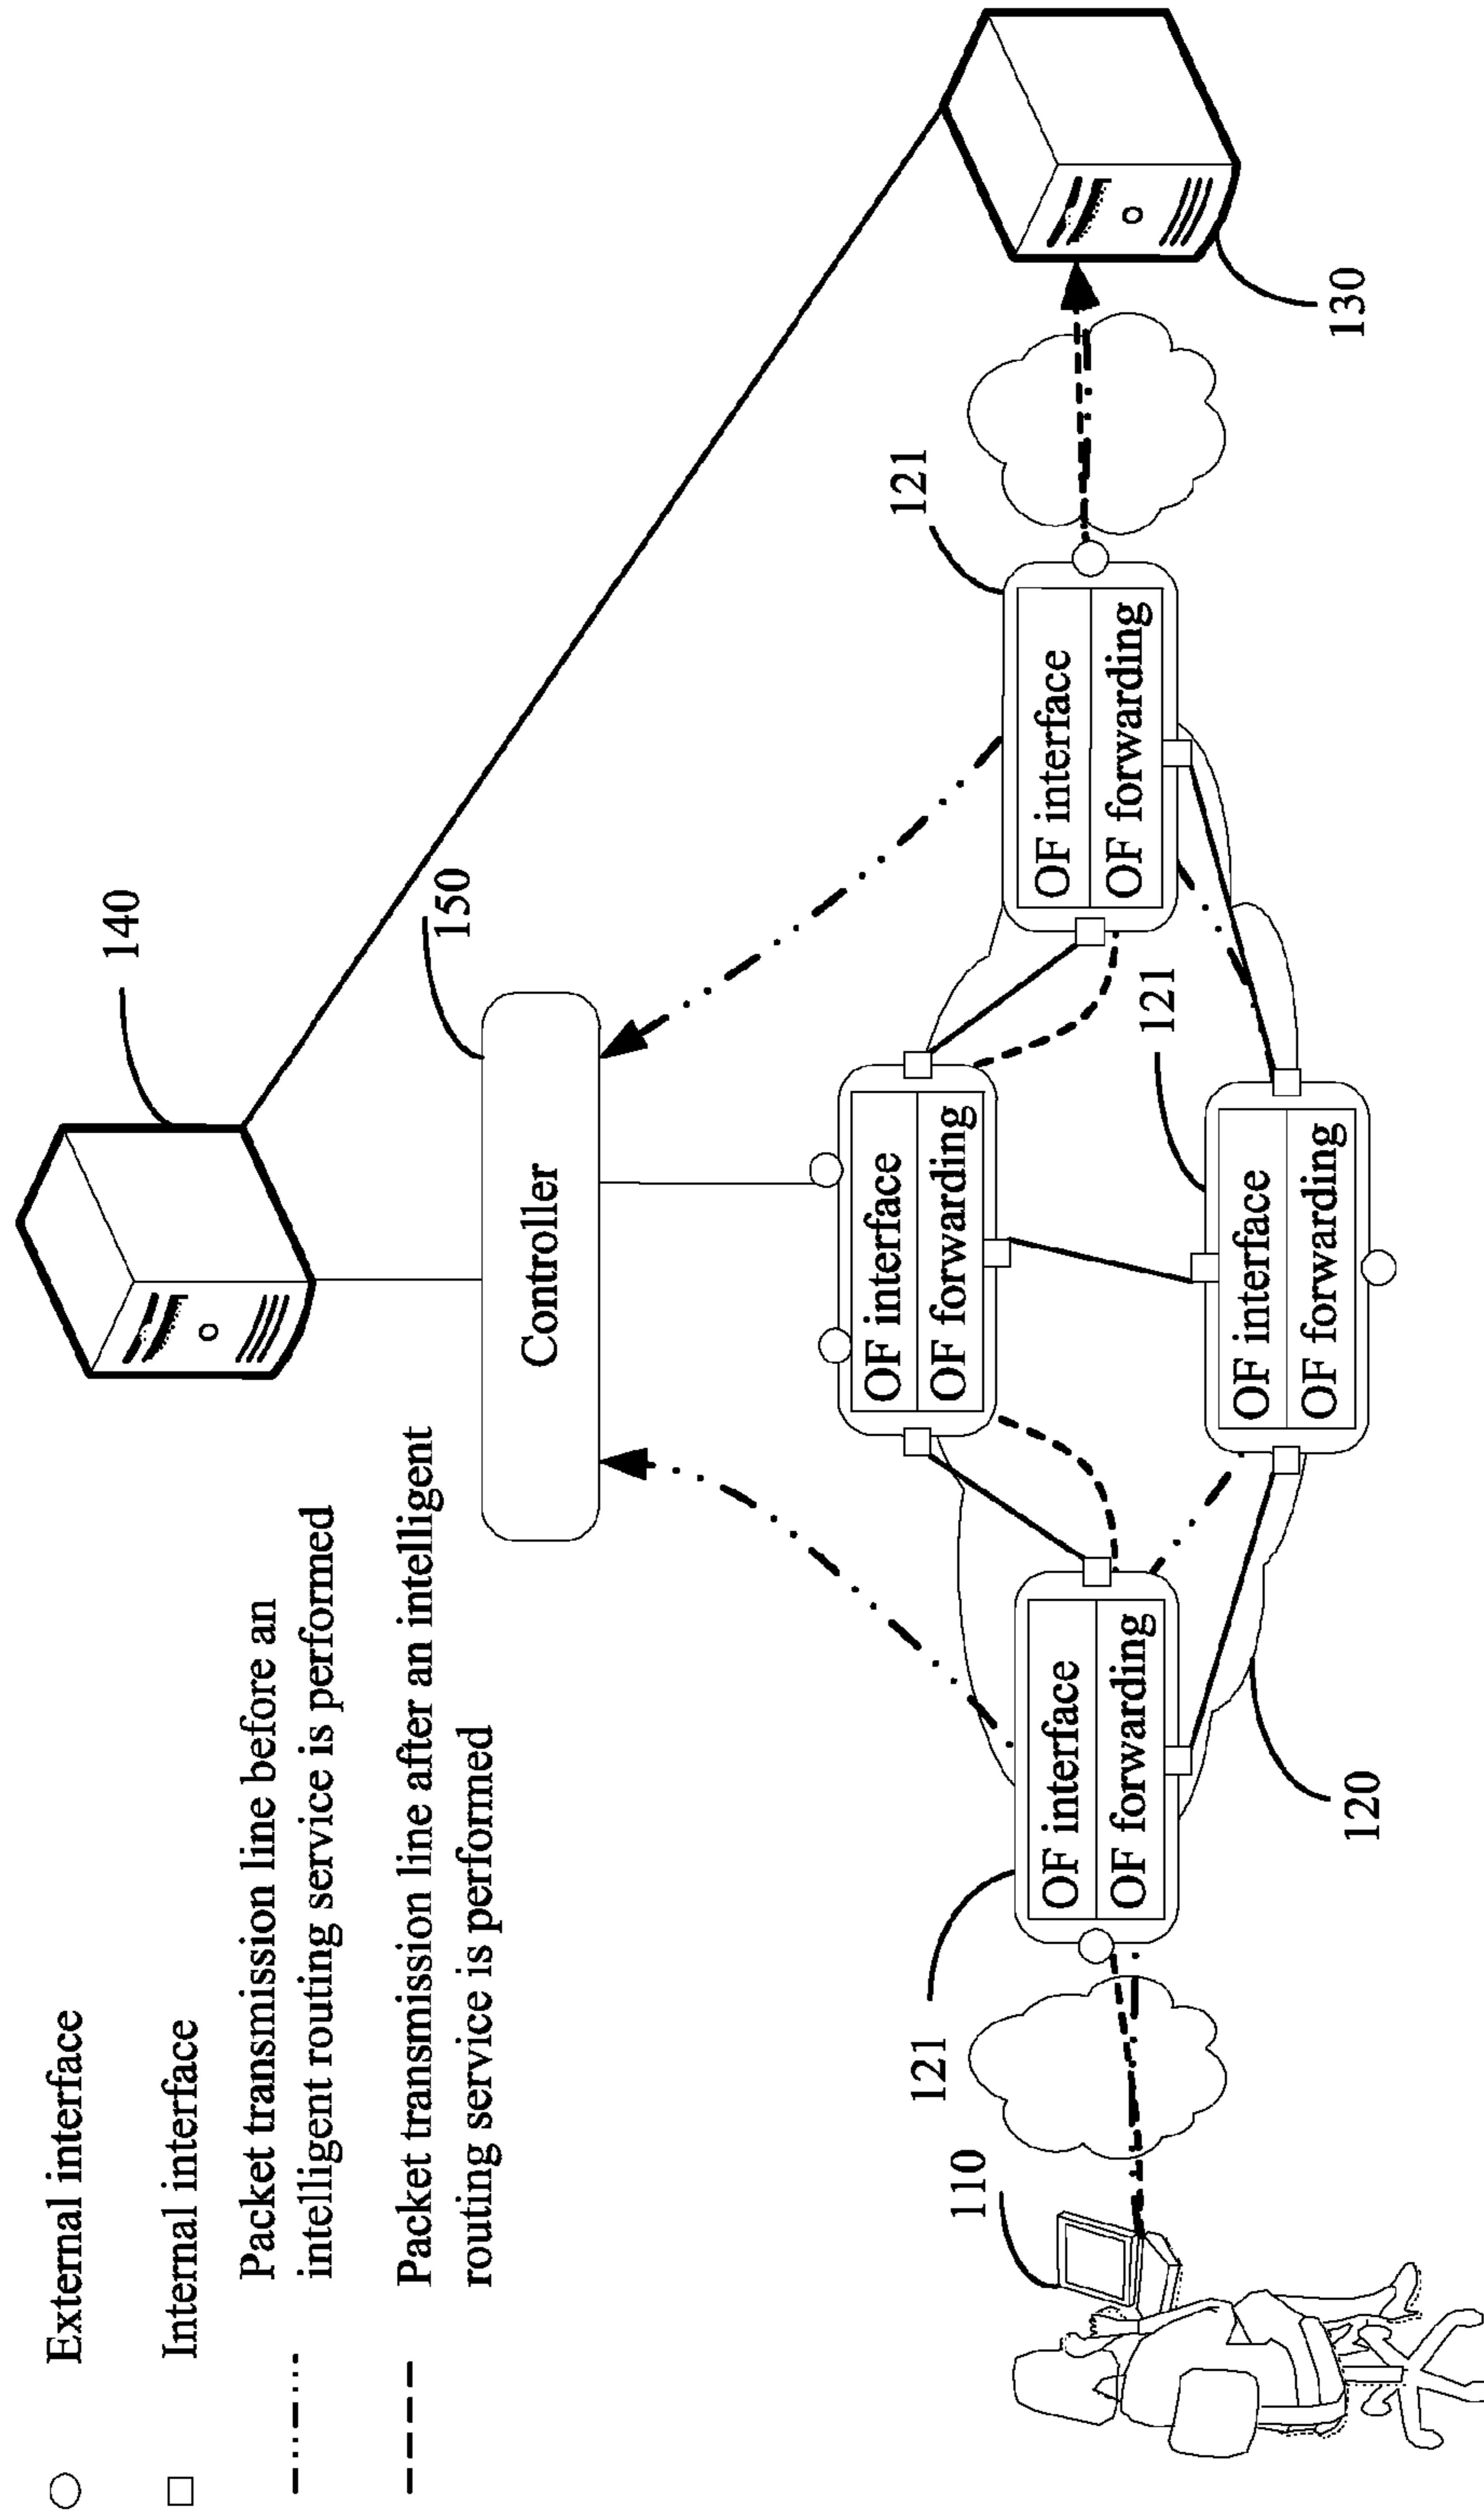 External interface
Internal interface
Packet transmission line before an
intelligent routing service is performed
Packet transmission line after an intelligent
routing service is performed
140
150
Controller
121
OF interface
OF forwarding
121
OF interface
OF forwarding
110
121
OF interface
OF forwarding
OF interface
OF forwarding
120
130